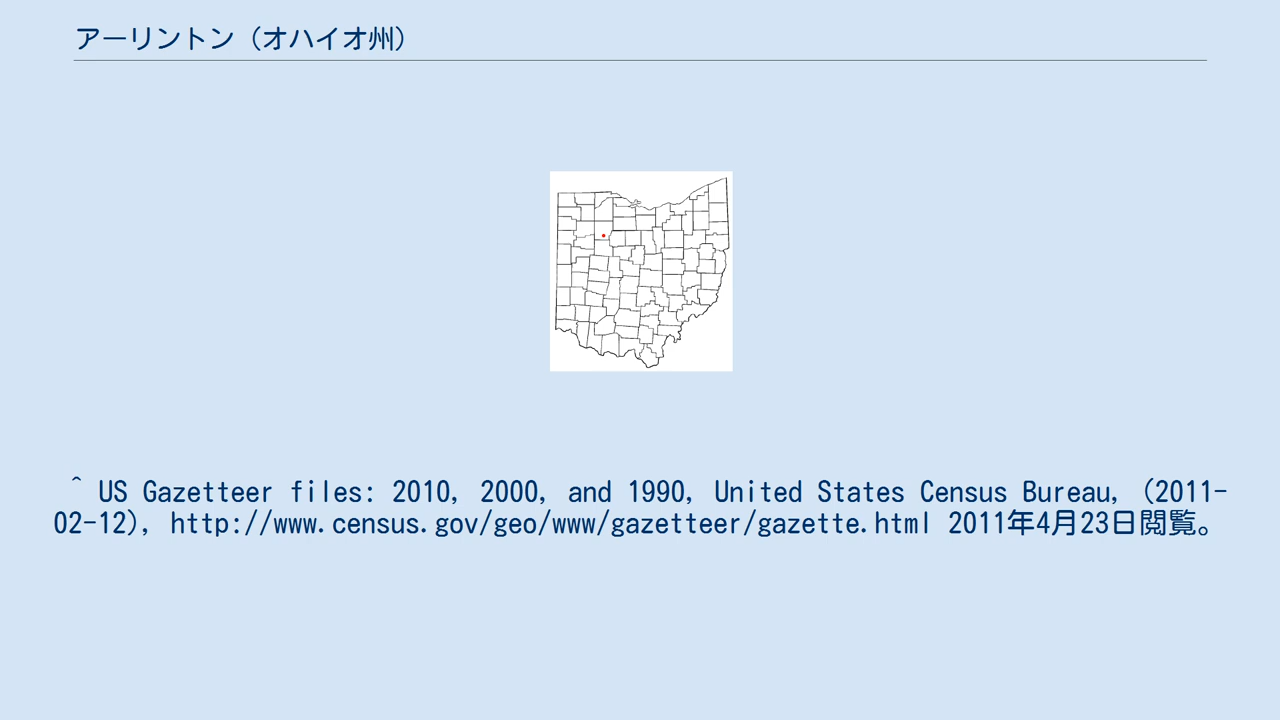 アーリントン（オハイオ州）
^ US Gazetteer files: 2010, 2000, and 1990, United States Census Bureau, (2011-
02-12), http://www.census.gov/geo/www/gazetteer/gazette.html 2011年4月23日閲覧。